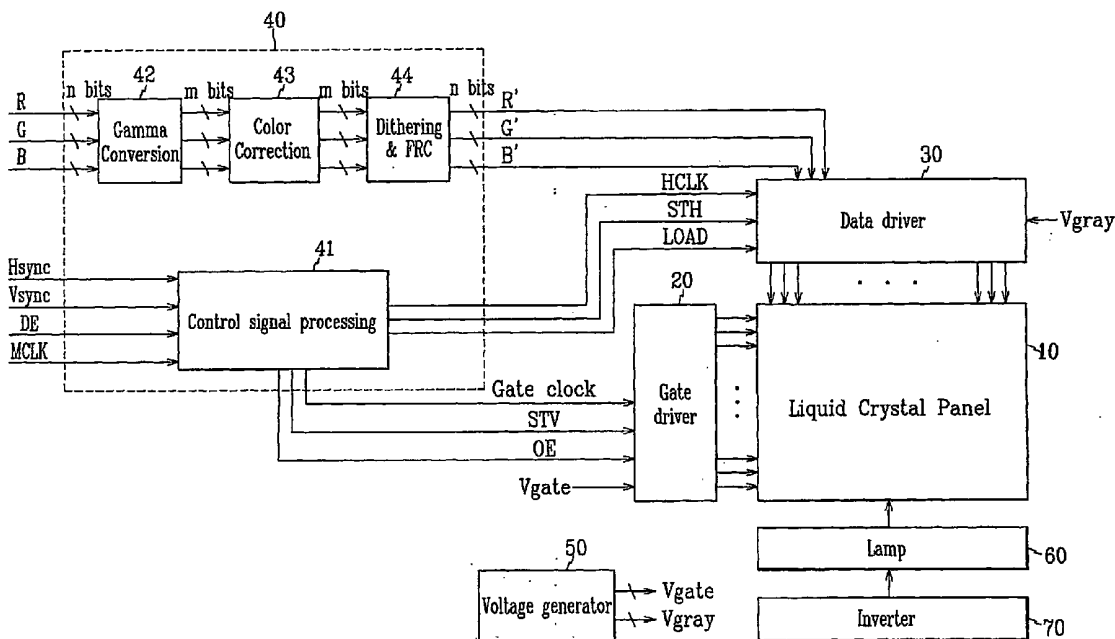 40
R n bits 42 m bits 43 m bits 44 n bits R'
G Gamma Conversion Color Correction Dithering & FRC G'
B B'
30
HCLK
STH
LOAD
Data driver
Vgray
Hsync
Vsync
DE
MCLK
41
Control signal processing
20
. . .
10
Gate clock
STV
OE
Vgate
Gate driver
Liquid Crystal Panel
Lamp
60
50
Voltage generator
Vgate
Vgray
Inverter
70